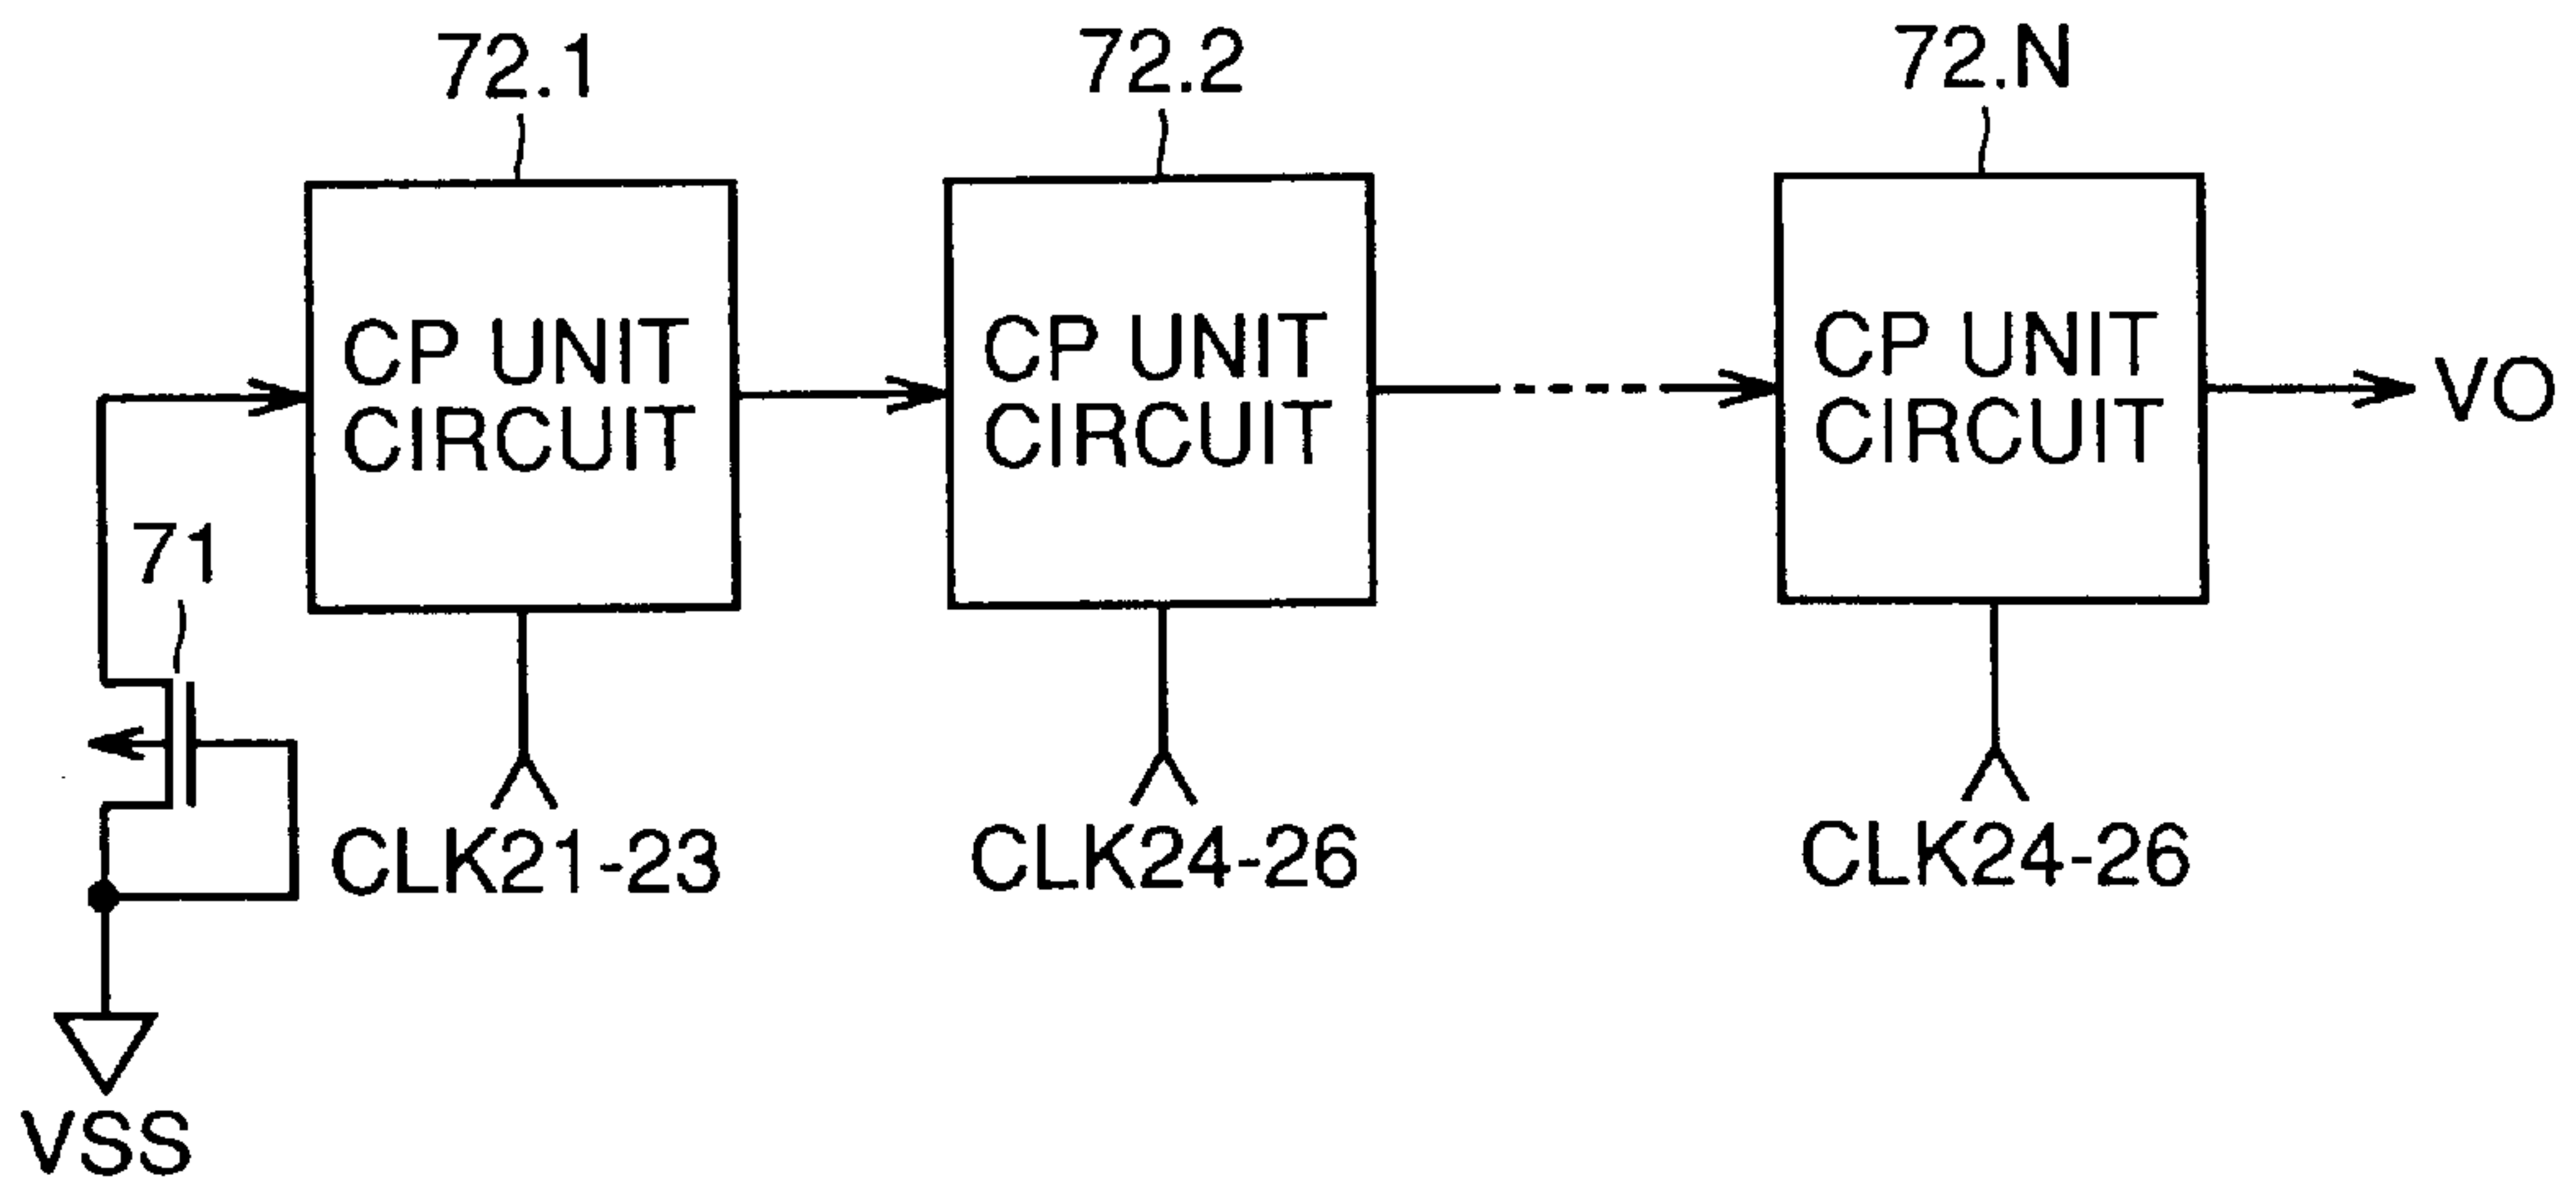 72.1
72.2
72.N
CP UNIT
CIRCUIT
CP UNIT
CIRCUIT
CP UNIT
CIRCUIT
VO
71
CLK21-23
CLK24-26
CLK24-26
VSS